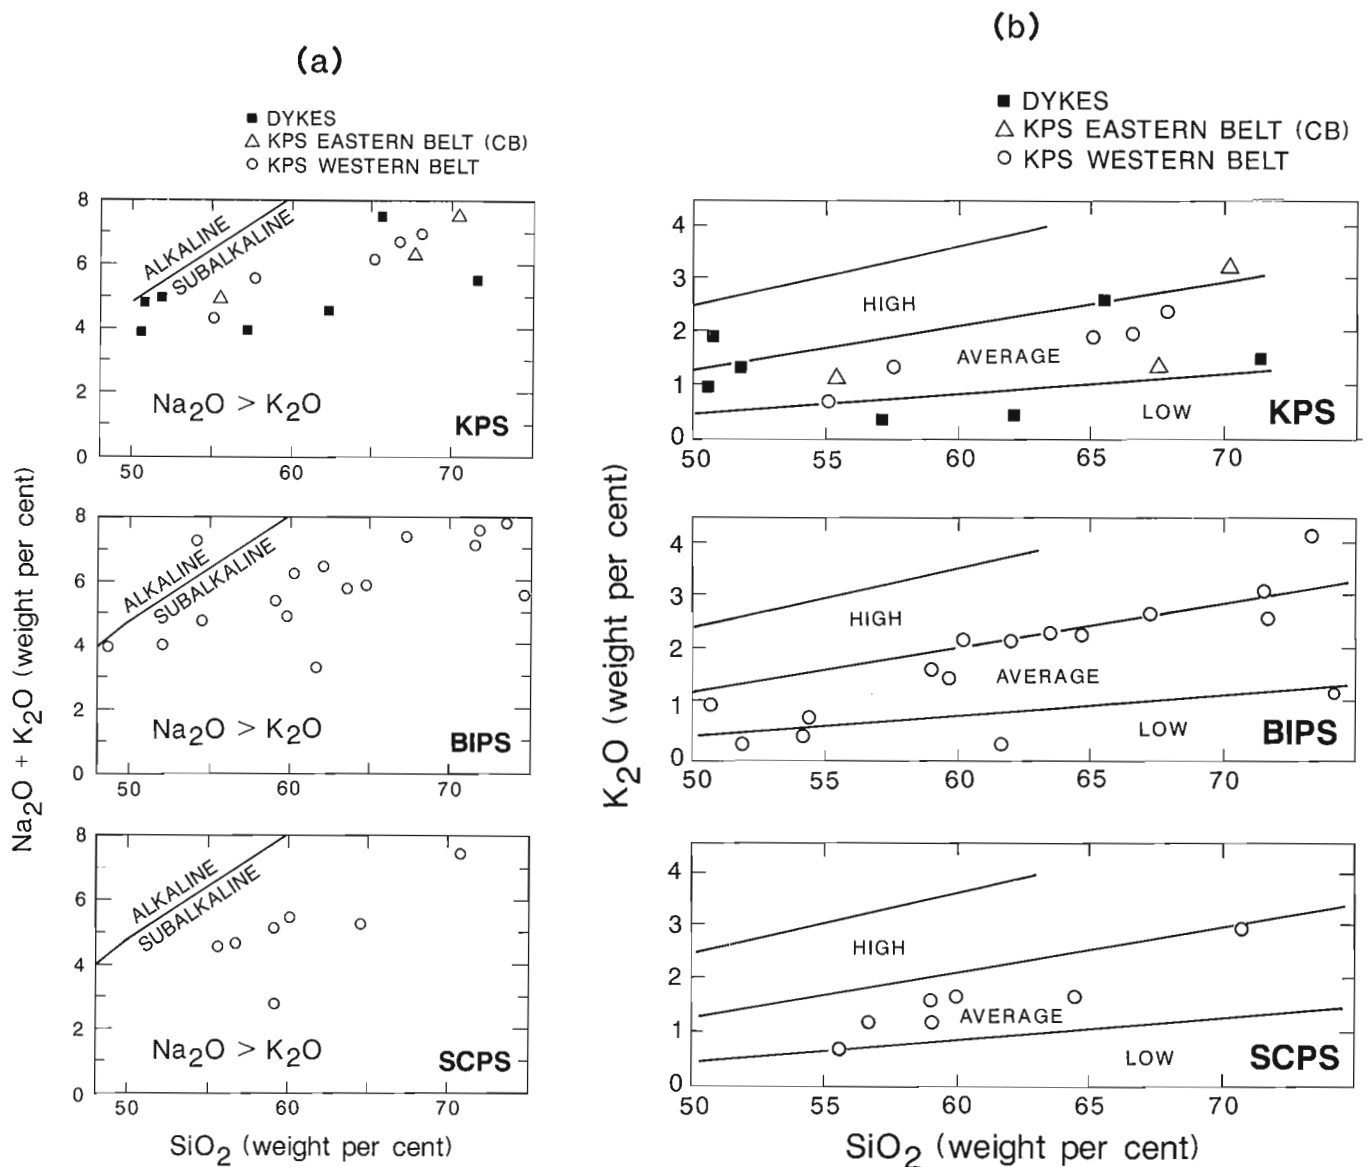 (a)
■ DYKES
△ KPS EASTERN BELT (CB)
○ KPS WESTERN BELT
8
6
4
2
0
50 60 70
ALKALINE
SUBALKALINE
Na₂O > K₂O
KPS
8
6
4
2
0
50 60 70
ALKALINE
SUBALKALINE
Na₂O > K₂O
BIPS
8
6
4
2
0
50 60 70
ALKALINE
SUBALKALINE
Na₂O > K₂O
SCPS
Na₂O + K₂O (weight per cent)
SiO₂ (weight per cent)
(b)
■ DYKES
△ KPS EASTERN BELT (CB)
○ KPS WESTERN BELT
4
3
2
1
0
50 55 60 65 70
HIGH
AVERAGE
LOW
KPS
4
3
2
1
0
50 55 60 65 70
HIGH
AVERAGE
LOW
BIPS
4
3
2
1
0
50 55 60 65 70
HIGH
AVERAGE
LOW
SCPS
K₂O (weight per cent)
SiO₂ (weight per cent)